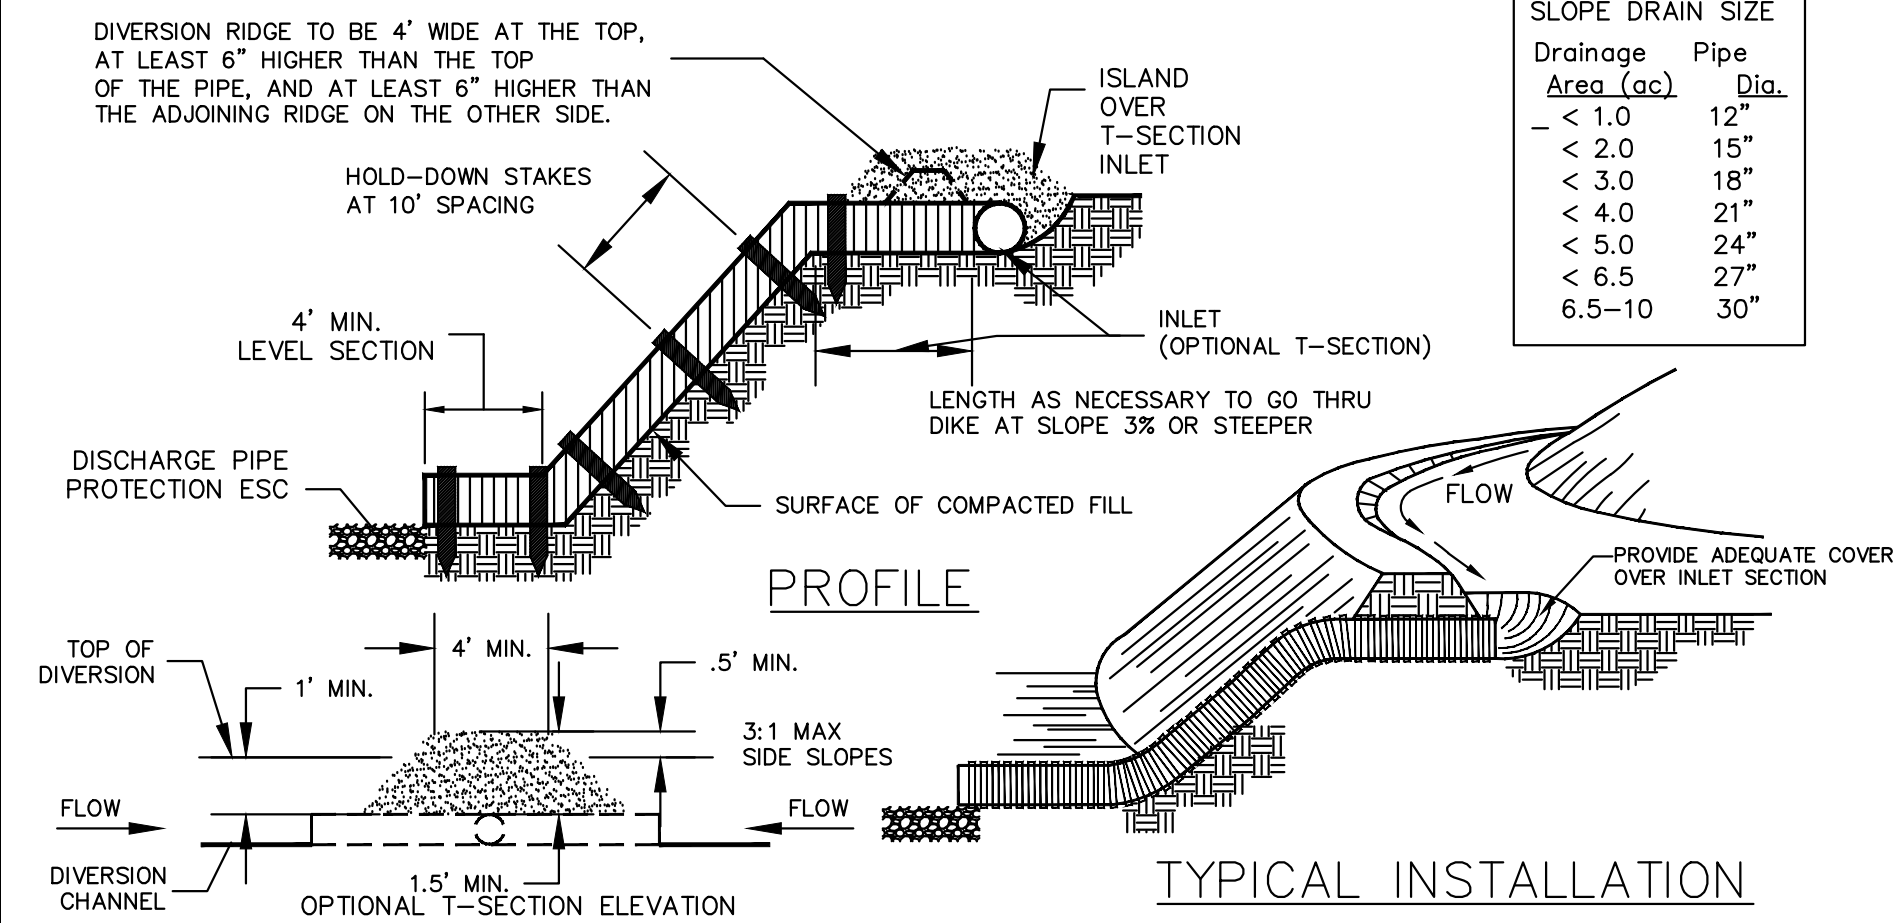 DIVERSION RIDGE TO BE 4' WIDE AT THE TOP,
AT LEAST 6" HIGHER THAN THE TOP
OF THE PIPE, AND AT LEAST 6" HIGHER THAN
THE ADJOINING RIDGE ON THE OTHER SIDE.
HOLD-DOWN STAKES
AT 10' SPACING
ISLAND
OVER
T-SECTION
INLET
SLOPE DRAIN SIZE
Drainage Pipe
Area (ac) Dia.
_ < 1.0 12"
< 2.0 15"
< 3.0 18"
< 4.0 21"
< 5.0 24"
< 6.5 27"
6.5-10 30"
4' MIN.
LEVEL SECTION
INLET
(OPTIONAL T-SECTION)
LENGTH AS NECESSARY TO GO THRU
DIKE AT SLOPE 3% OR STEEPER
DISCHARGE PIPE
PROTECTION ESC
SURFACE OF COMPACTED FILL
PROFILE
FLOW
PROVIDE ADEQUATE COVER
OVER INLET SECTION
TOP OF
DIVERSION
1' MIN.
4' MIN.
.5' MIN.
3:1 MAX
SIDE SLOPES
FLOW
FLOW
DIVERSION
CHANNEL
1.5' MIN.
OPTIONAL T-SECTION ELEVATION
TYPICAL INSTALLATION